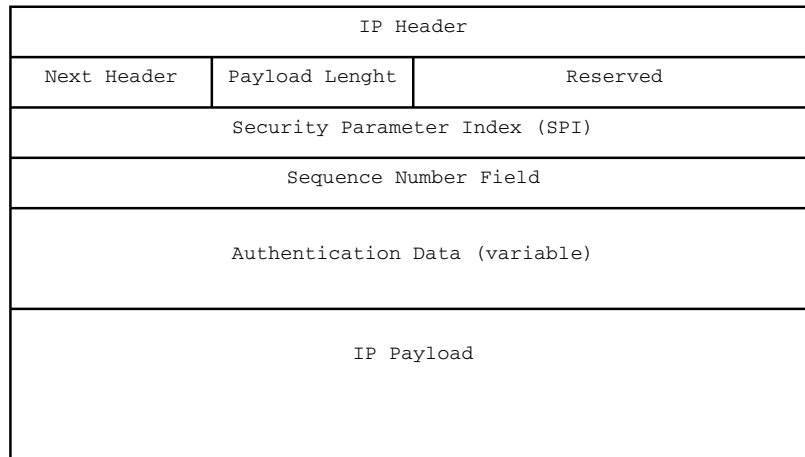 IP Header
Next Header Payload Lenght Reserved
Security Parameter Index (SPI)
Sequence Number Field
Authentication Data (variable)
IP Payload